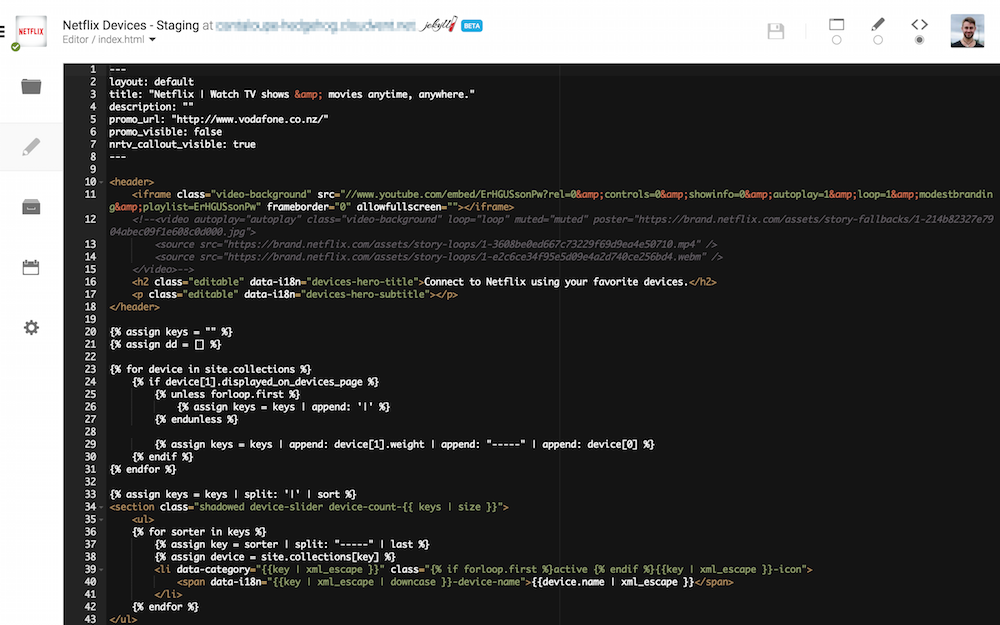 NETFLIX
Netflix Devices - Staging at jekyll BETA
Editor / index.html
1 ---
2 layout: default
3 title: "Netflix | Watch TV shows &amp; movies anytime, anywhere."
4 description: ""
5 promo_url: "http://www.vodafone.co.nz/"
6 promo_visible: false
7 nrtv_callout_visible: true
8 ---
9
10 <header>
11 <iframe class="video-background" src="//www.youtube.com/embed/ErHGUSsonPw?rel=0&amp;controls=0&amp;showinfo=0&amp;autoplay=1&amp;loop=1&amp;modestbrandin
g&amp;playlist=ErHGUSsonPw" frameborder="0" allowfullscreen=""></iframe>
12 <!--<video autoplay="autoplay" class="video-background" loop="loop" muted="muted" poster="https://brand.netflix.com/assets/story-fallbacks/1-214b82327e79
04abec09f1e608c0d000.jpg">
13 <source src="https://brand.netflix.com/assets/story-loops/1-3608be0ed667c73229f69d9ea4e50710.mp4" />
14 <source src="https://brand.netflix.com/assets/story-loops/1-e2c6ce34f95e5d09e4a2d740ce256bd4.webm" />
15 </video>-->
16 <h2 class="editable" data-i18n="devices-hero-title">Connect to Netflix using your favorite devices.</h2>
17 <p class="editable" data-i18n="devices-hero-subtitle"></p>
18 </header>
19
20 {% assign keys = "" %}
21 {% assign dd = [] %}
22
23 {% for device in site.collections %}
24 {% if device[1].displayed_on_devices_page %}
25 {% unless forloop.first %}
26 {% assign keys = keys | append: '|' %}
27 {% endunless %}
28
29 {% assign keys = keys | append: device[1].weight | append: "-----" | append: device[0] %}
30 {% endif %}
31 {% endfor %}
32
33 {% assign keys = keys | split: '|' | sort %}
34 <section class="shadowed device-slider device-count-{{ keys | size }}">
35 <ul>
36 {% for sorter in keys %}
37 {% assign key = sorter | split: "-----" | last %}
38 {% assign device = site.collections[key] %}
39 <li data-category="{{key | xml_escape }}" class="{% if forloop.first %}active {% endif %}{{key | xml_escape }}-icon">
40 <span data-i18n="{{key | xml_escape | downcase }}-device-name">{{device.name | xml_escape }}</span>
41 </li>
42 {% endfor %}
43 </ul>